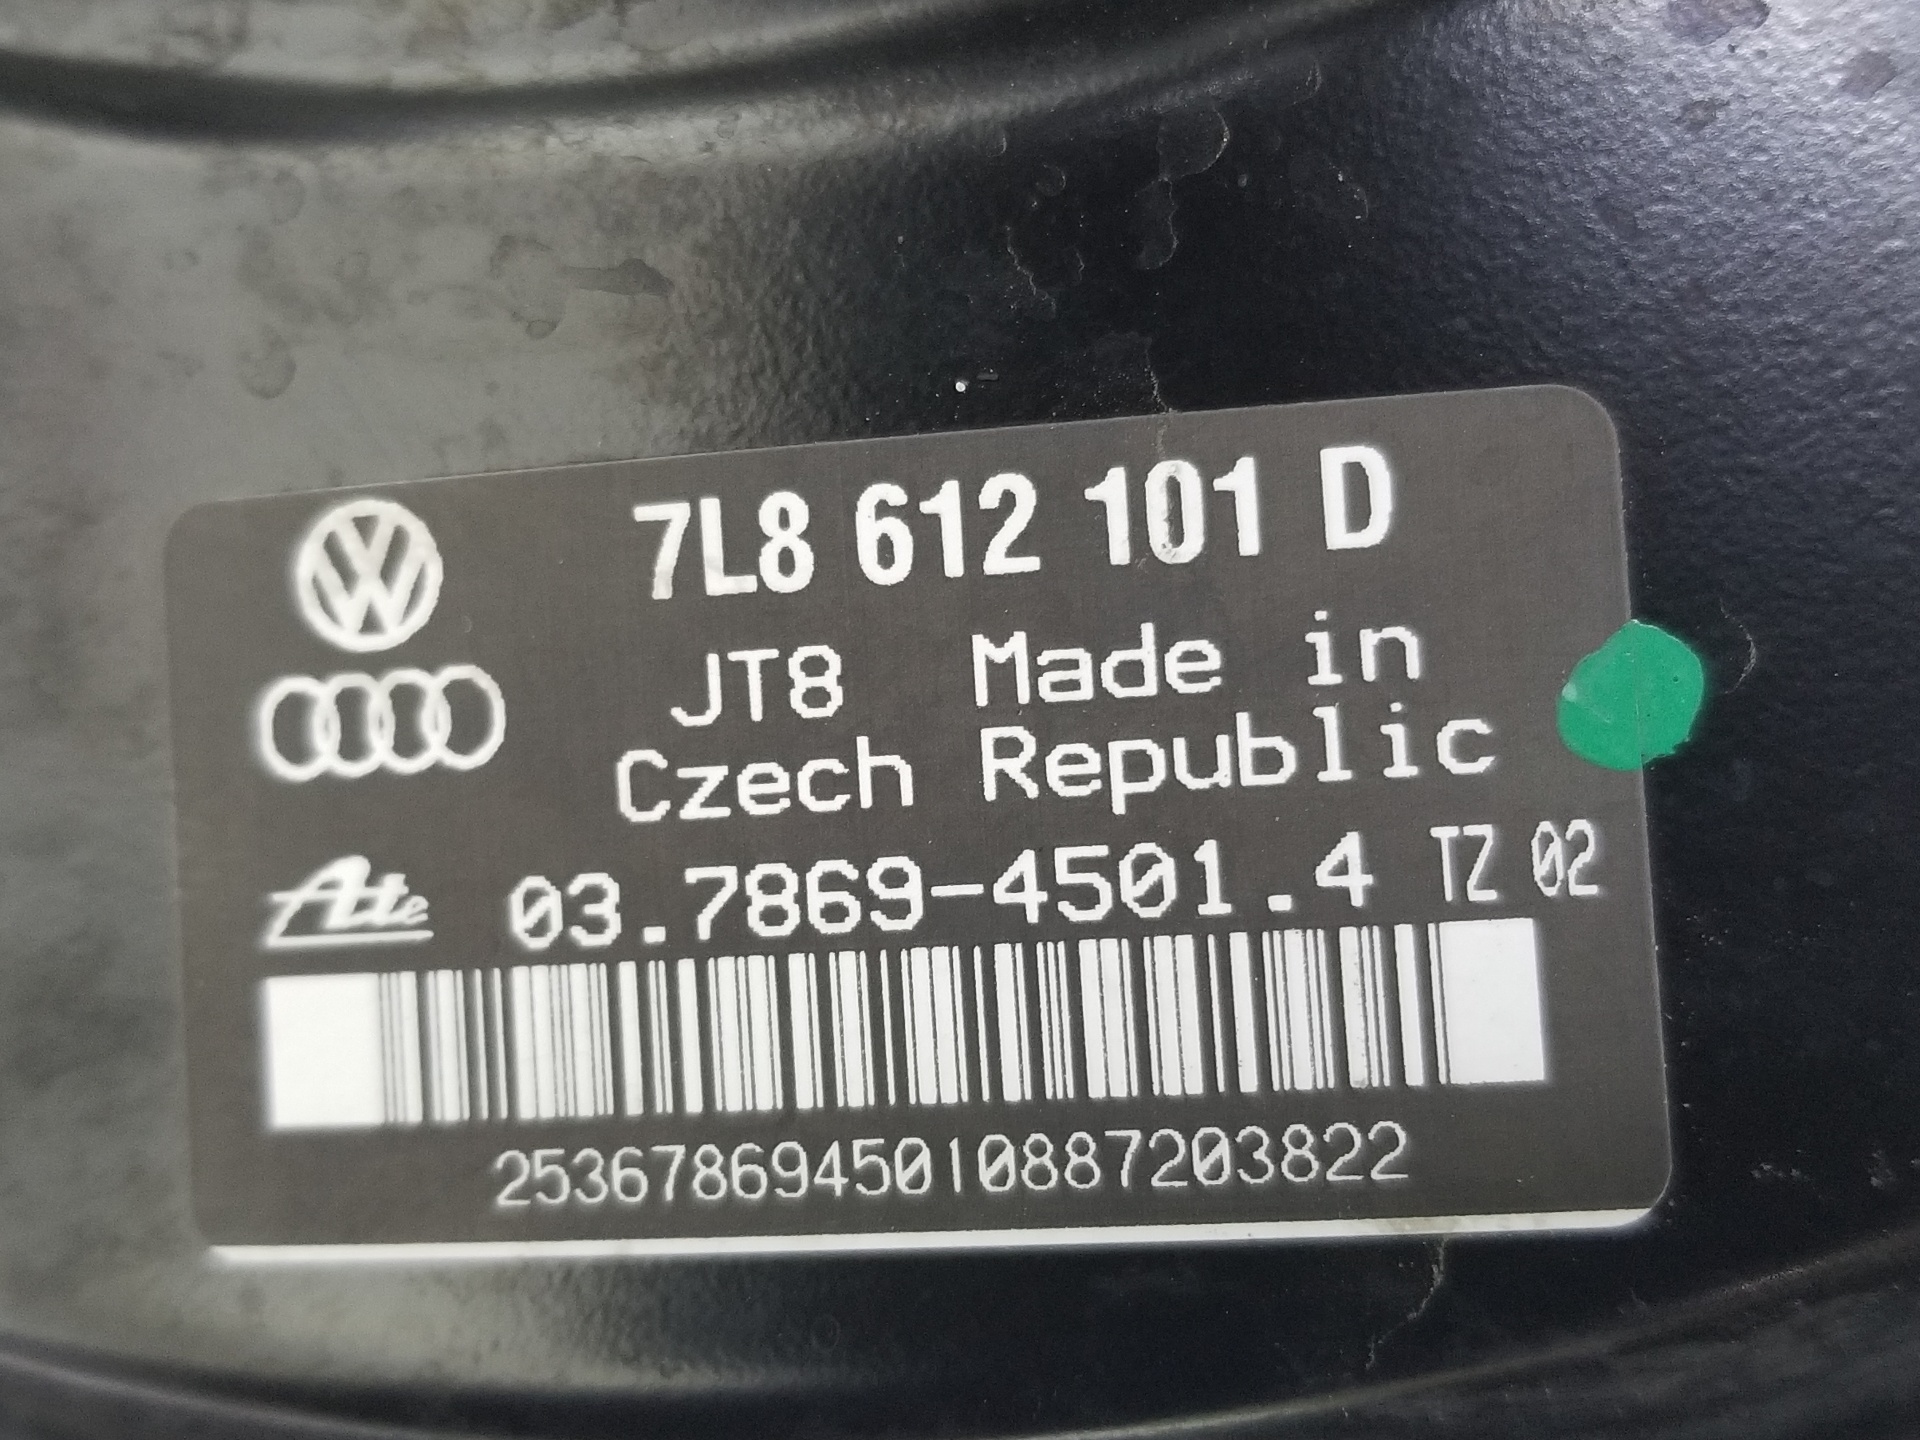 7L8 612 101 D
JT8 Made in
Czech Republic
Ate 03.7869-4501.4 TZ 02
25367869450108872038​22